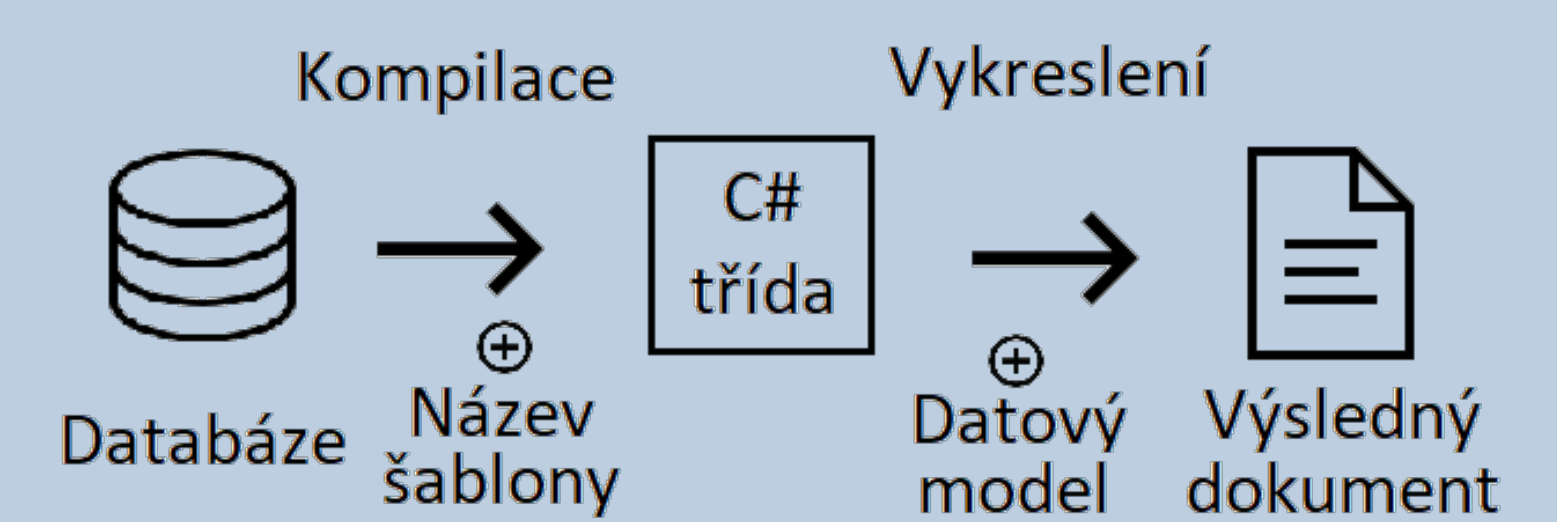 Kompilace
Vykreslení
C#
třída
Databáze
Název
šablony
Datový
model
Výsledný
dokument